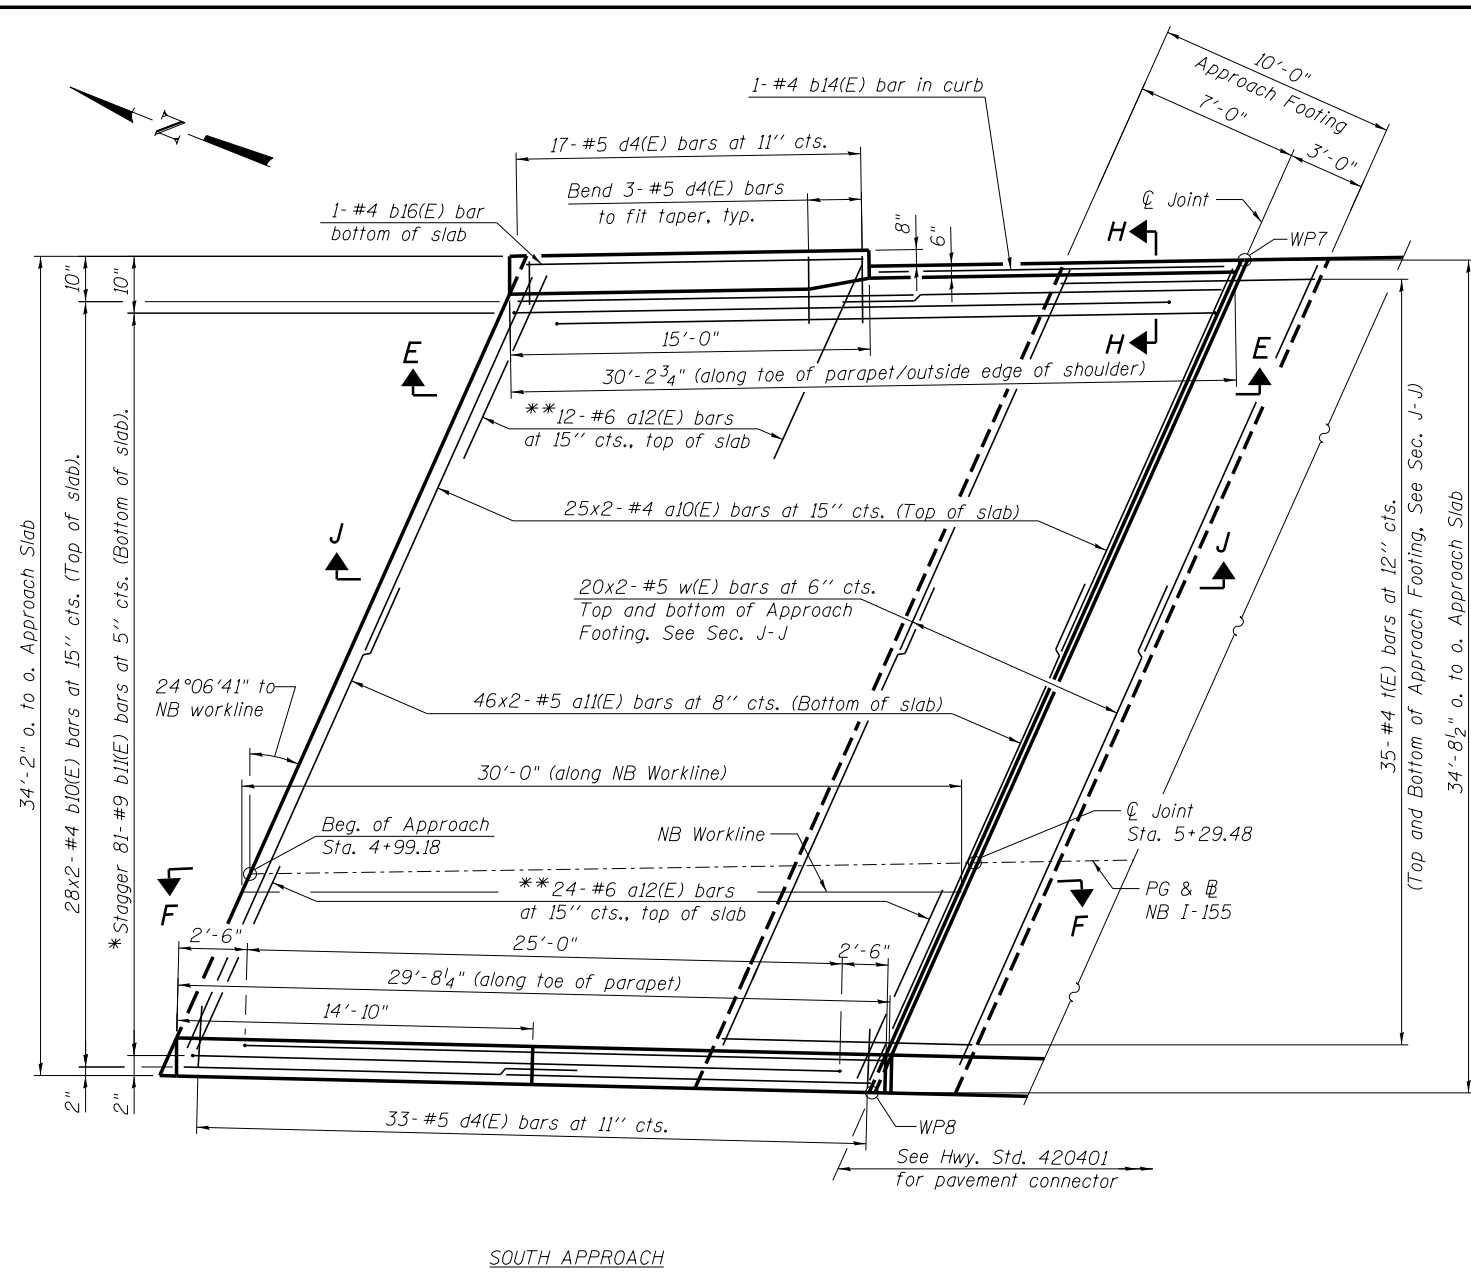 10'-0"
Approach Footing
7'-0"
3'-0"
1-#4 b14(E) bar in curb
N
17-#5 d4(E) bars at 11" cts.
Bend 3-#5 d4(E) bars
to fit taper, typ.
1-#4 b16(E) bar
bottom of slab
8"
6"
℄ Joint
H
WP7
10"
10"
15'-0"
H
E
E
30'-2 3/4" (along toe of parapet/outside edge of shoulder)
**12-#6 a12(E) bars
at 15" cts., top of slab
25x2-#4 a10(E) bars at 15" cts. (Top of slab)
J
J
20x2-#5 w(E) bars at 6" cts.
Top and bottom of Approach
Footing. See Sec. J-J
34'-2" o. to o. Approach Slab
28x2-#4 b10(E) bars at 15" cts. (Top of slab).
*Stagger 81-#9 b11(E) bars at 5" cts. (Bottom of slab).
35-#4 t(E) bars at 12" cts.
(Top and Bottom of Approach Footing. See Sec. J-J)
34'-8 1/2" o. to o. Approach Slab
24°06'41" to
NB workline
46x2-#5 a11(E) bars at 8" cts. (Bottom of slab)
30'-0" (along NB Workline)
Beg. of Approach
Sta. 4+99.18
NB Workline
℄ Joint
Sta. 5+29.48
**24-#6 a12(E) bars
at 15" cts., top of slab
PG & ℄
NB I-155
F
F
2'-6"
25'-0"
2'-6"
29'-8 1/4" (along toe of parapet)
14'-10"
2"
2"
33-#5 d4(E) bars at 11" cts.
WP8
See Hwy. Std. 420401
for pavement connector
SOUTH APPROACH